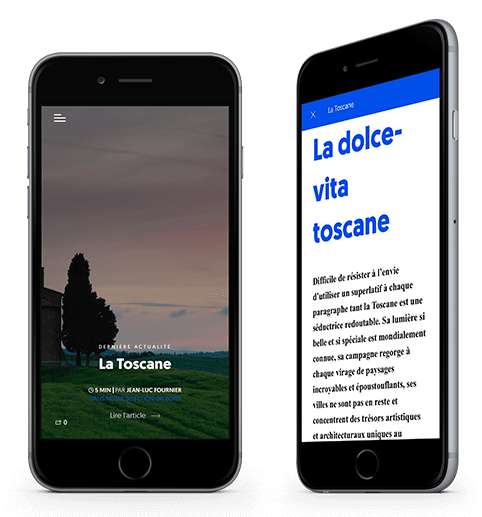 DERNIÈRE ACTUALITÉ
La Toscane
5 MIN | PAR JEAN-LUC FOURNIER
Lire l'article
0
La Toscane
La dolce-
vita
toscane
Difficile de résister à l'envie
d'utiliser un superlatif à chaque
paragraphe tant la Toscane est une
séductrice redoutable. Sa lumière si
belle et si spéciale est mondialement
connue, sa campagne regorge à
chaque virage de paysages
incroyables et époustouflants, ses
villes ne sont pas en reste et
concentrent des trésors artistiques
et architecturaux uniques au